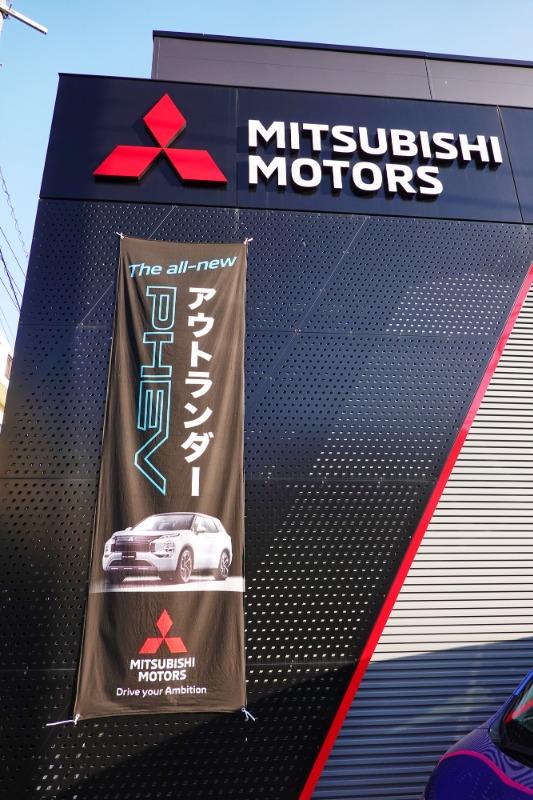 MITSUBISHI
MOTORS
The all-new
アウトランダー
PHEV
MITSUBISHI
MOTORS
Drive your Ambition